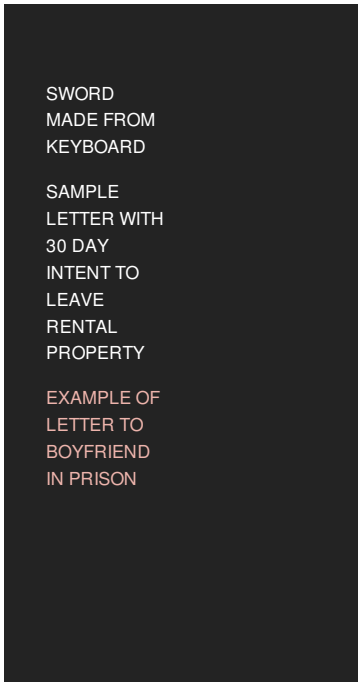 SWORD
MADE FROM
KEYBOARD
SAMPLE
LETTER WITH
30 DAY
INTENT TO
LEAVE
RENTAL
PROPERTY
EXAMPLE OF
LETTER TO
BOYFRIEND
IN PRISON